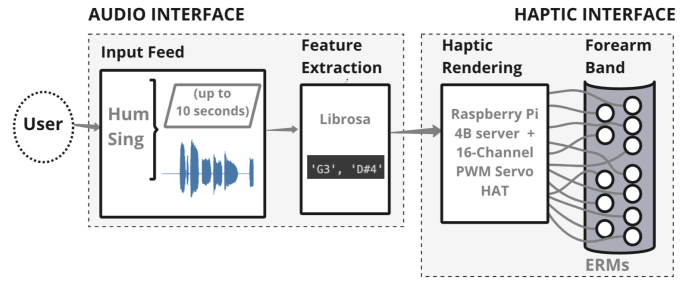 AUDIO INTERFACE
HAPTIC INTERFACE
Input Feed
Feature
Extraction
Haptic
Rendering
Forearm
Band
User
Hum
Sing
(up to
10 seconds)
Librosa
'G3', 'D#4'
Raspberry Pi
4B server +
16-Channel
PWM Servo
HAT
ERMs